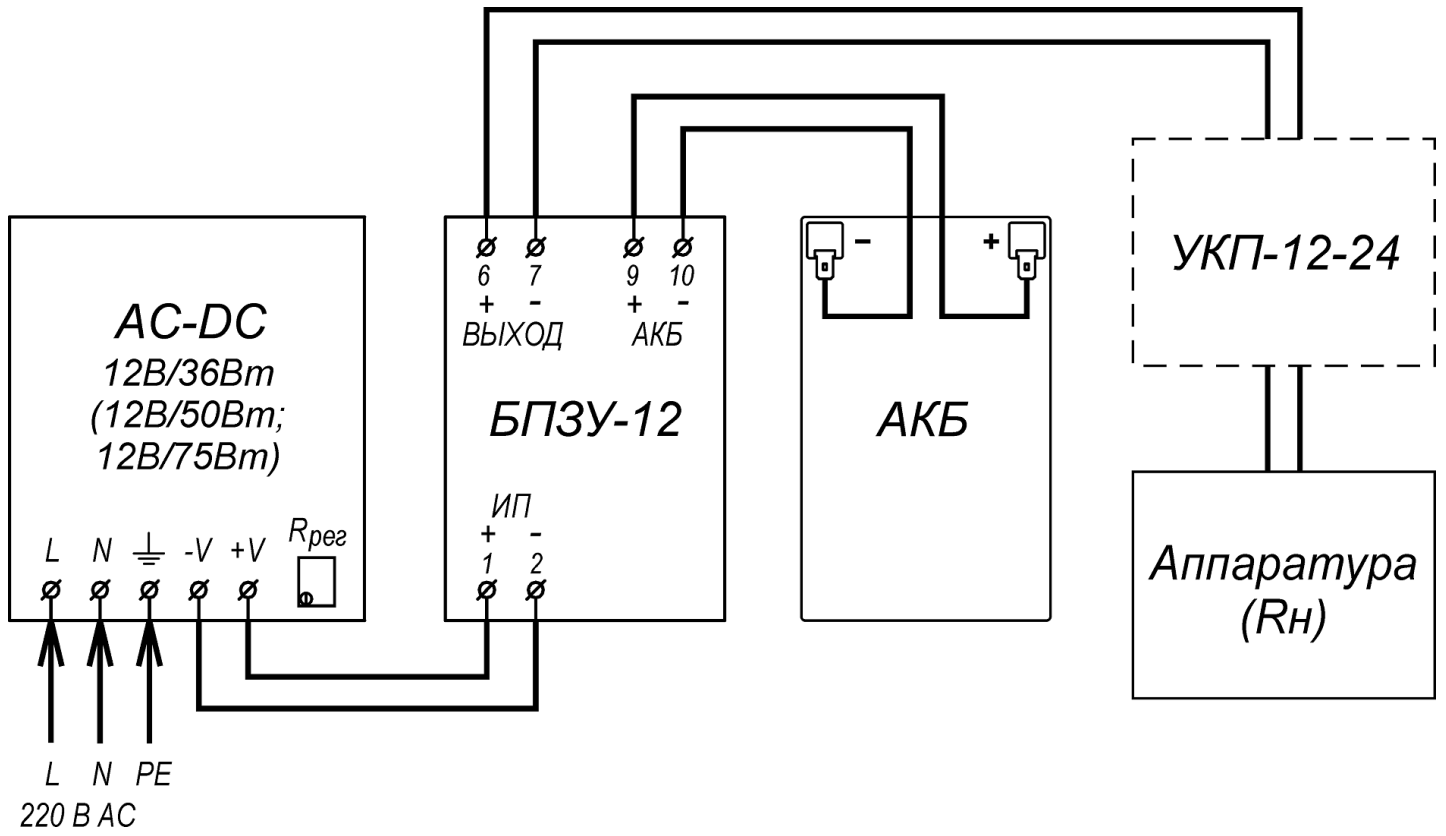 AC-DC
12В/36Вт
(12В/50Вт;
12В/75Вт)
L N -V +V Rрег
L N PE
220 В AC
6 7 9 10
+ - + -
ВЫХОД АКБ
БПЗУ-12
ИП
+ -
1 2
- +
АКБ
УКП-12-24
Аппаратура
(Rн)